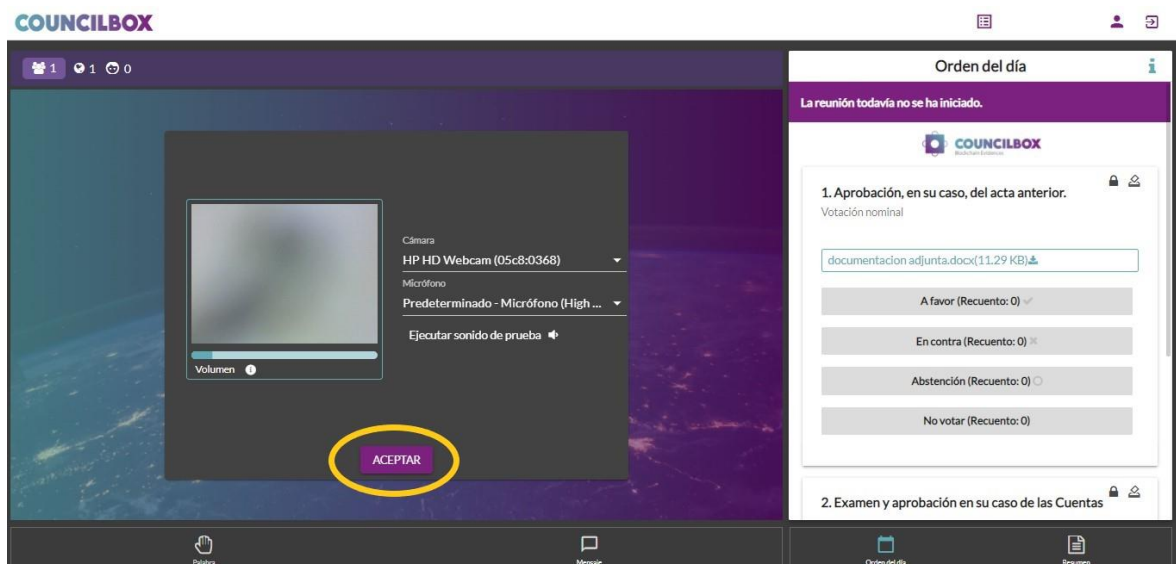 COUNCILBOX
1 1 0
Orden del día
i
La reunión todavía no se ha iniciado.
COUNCILBOX
Blockchain Evidences
1. Aprobación, en su caso, del acta anterior.
Votación nominal
documentacion adjunta.docx(11.29 KB)
A favor (Recuento: 0)
En contra (Recuento: 0)
Abstención (Recuento: 0)
No votar (Recuento: 0)
2. Examen y aprobación en su caso de las Cuentas
Cámara
HP HD Webcam (05c8:0368)
Micrófono
Predeterminado - Micrófono (High ...
Ejecutar sonido de prueba
Volumen i
ACEPTAR
Palabra
Mensaje
Orden del día
Resumen